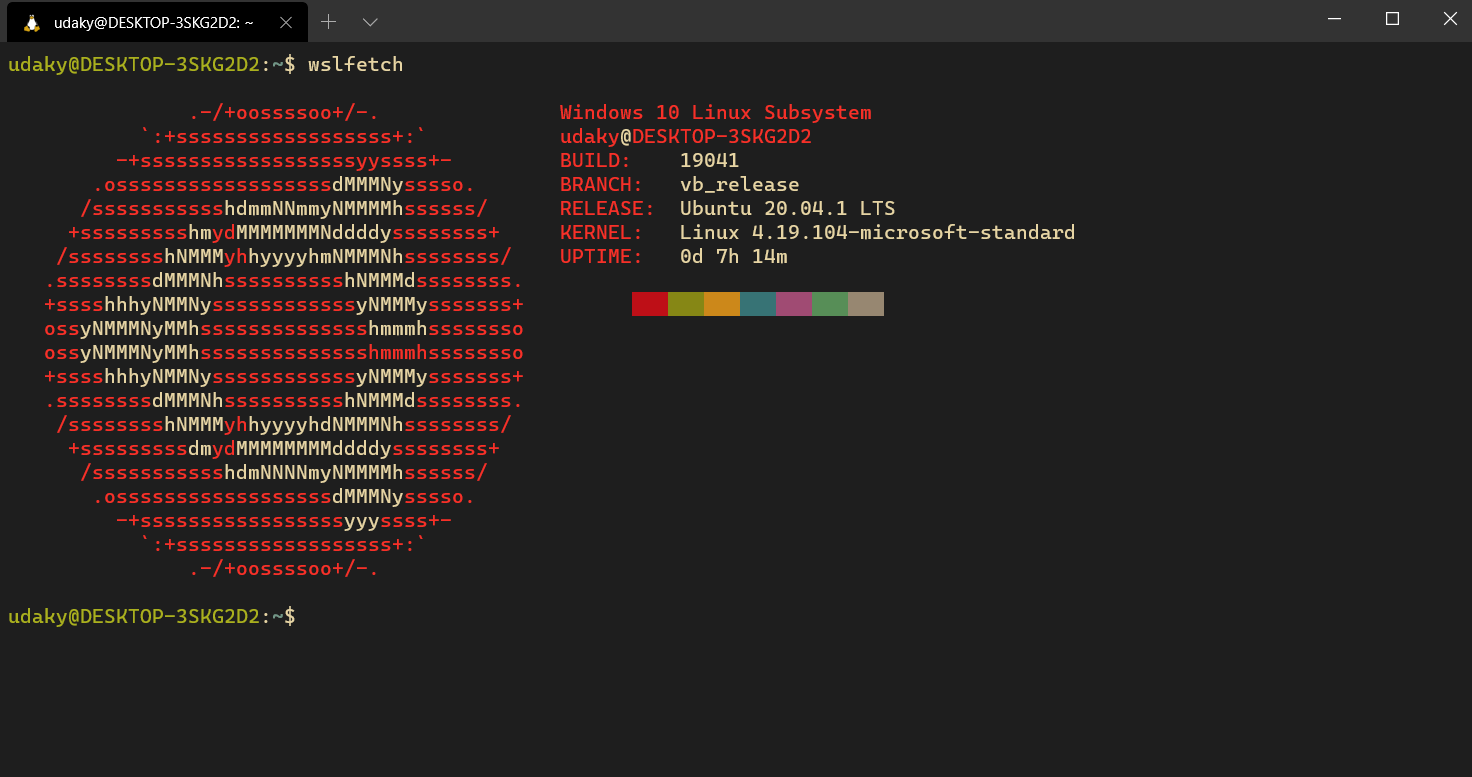 udaky@DESKTOP-3SKG2D2: ~
udaky@DESKTOP-3SKG2D2:~$ wslfetch
            .-/+oossssoo+/-.               Windows 10 Linux Subsystem
        `:+ssssssssssssssssss+:`           udaky@DESKTOP-3SKG2D2
      -+ssssssssssssssssssyyssss+-         BUILD:    19041
    .ossssssssssssssssssdMMMNysssso.       BRANCH:   vb_release
   /ssssssssssshdmmNNmmyNMMMMhssssss/      RELEASE:  Ubuntu 20.04.1 LTS
  +ssssssssshmydMMMMMMMNddddyssssssss+     KERNEL:   Linux 4.19.104-microsoft-standard
 /sssssssshNMMMyhhyyyyhmNMMMNhssssssss/    UPTIME:   0d 7h 14m
.ssssssssdMMMNhsssssssssshNMMMdssssssss.
+sssshhhyNMMNyssssssssssssyNMMMysssssss+
ossyNMMMNyMMhsssssssssssssshmmmhssssssso
ossyNMMMNyMMhsssssssssssssshmmmhssssssso
+sssshhhyNMMNyssssssssssssyNMMMysssssss+
.ssssssssdMMMNhsssssssssshNMMMdssssssss.
 /sssssssshNMMMyhhyyyyhdNMMMNhssssssss/
  +sssssssssdmydMMMMMMMMddddyssssssss+
   /ssssssssssshdmNNNNmyNMMMMhssssss/
    .ossssssssssssssssssdMMMNysssso.
      -+sssssssssssssssssyyyssss+-
        `:+ssssssssssssssssss+:`
            .-/+oossssoo+/-.
udaky@DESKTOP-3SKG2D2:~$